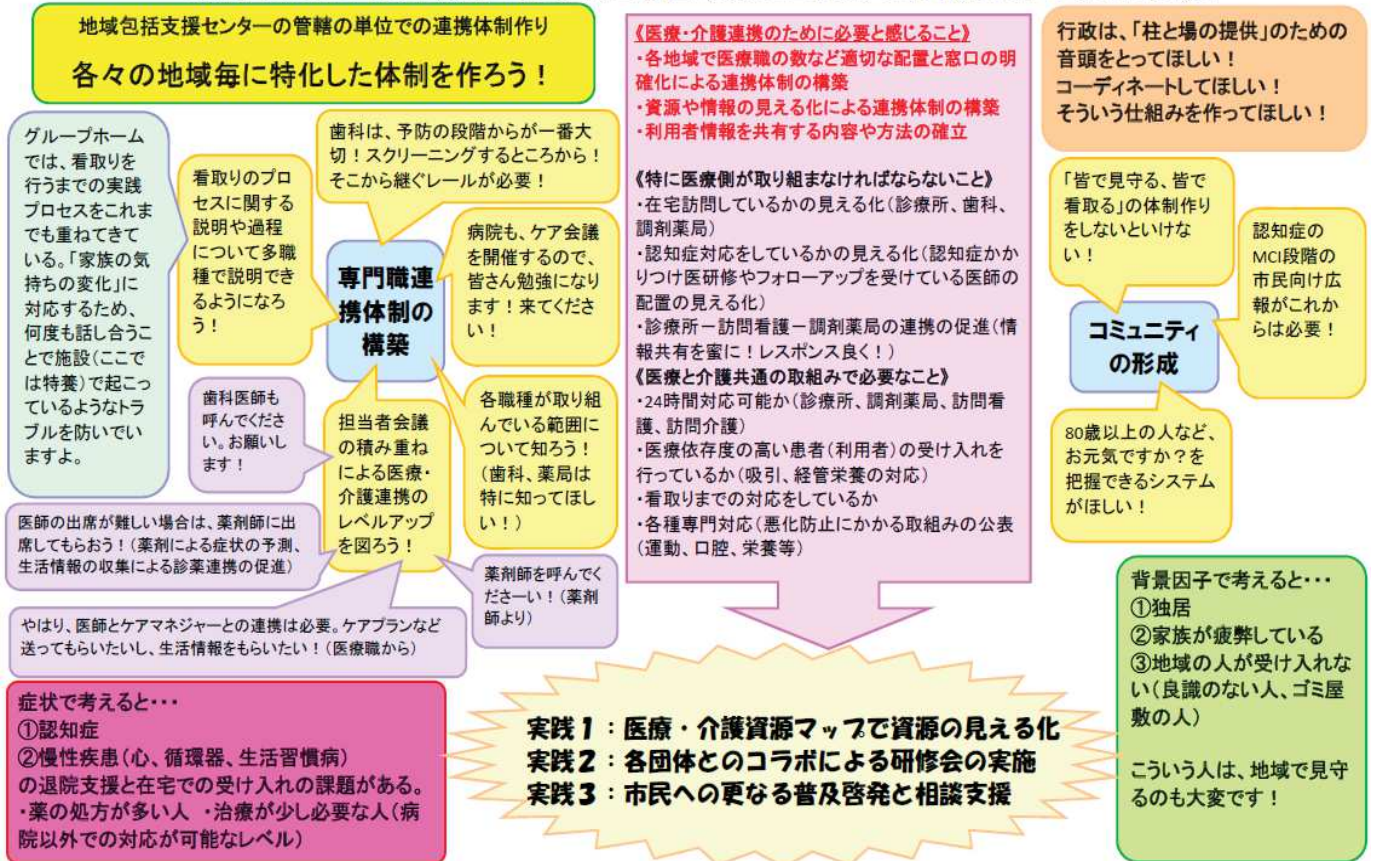 地域包括支援センターの管轄の単位での連携体制作り
各々の地域毎に特化した体制を作ろう！
グループホーム
では、看取りを
行うまでの実践
プロセスをこれま
でも重ねてきて
いる。「家族の気
持ちの変化」に
対応するため、
何度も話し合うこ
とで施設(ここで
は特養)で起こっ
ているようなトラ
ブルを防いでい
ますよ。
看取りのプロ
セスに関する
説明や過程
について多職
種で説明でき
るようになろ
う！
歯科は、予防の段階からが一番大
切！スクリーニングするところから！
そこから継ぐレールが必要！
専門職連
携体制の
構築
病院も、ケア会議
を開催するので、
皆さん勉強になり
ます！来てくださ
い！
歯科医師も
呼んでくださ
い。お願いし
ます！
担当者会議
の積み重ね
による医療・
介護連携の
レベルアップ
を図ろう！
各職種が取り組
んでいる範囲に
ついて知ろう！
(歯科、薬局は
特に知ってほし
い！)
医師の出席が難しい場合は、薬剤師に出
席してもらおう！(薬剤による症状の予測、
生活情報の収集による診薬連携の促進)
薬剤師を呼んでく
ださーい！(薬剤
師より)
やはり、医師とケアマネジャーとの連携は必要。ケアプランなど
送ってもらいたいし、生活情報をもらいたい！(医療職から)
症状で考えると・・・
①認知症
②慢性疾患(心、循環器、生活習慣病)
の退院支援と在宅での受け入れの課題がある。
・薬の処方が多い人 ・治療が少し必要な人(病
院以外での対応が可能なレベル)
《医療・介護連携のために必要と感じること》
・各地域で医療職の数など適切な配置と窓口の明
確化による連携体制の構築
・資源や情報の見える化による連携体制の構築
・利用者情報を共有する内容や方法の確立
《特に医療側が取り組まなければならないこと》
・在宅訪問しているかの見える化(診療所、歯科、
調剤薬局)
・認知症対応をしているかの見える化(認知症かか
りつけ医研修やフォローアップを受けている医師の
配置の見える化)
・診療所－訪問看護－調剤薬局の連携の促進(情
報共有を蜜に！レスポンス良く！)
《医療と介護共通の取組みで必要なこと》
・24時間対応可能か(診療所、調剤薬局、訪問看
護、訪問介護)
・医療依存度の高い患者(利用者)の受け入れを
行っているか(吸引、経管栄養の対応)
・看取りまでの対応をしているか
・各種専門対応(悪化防止にかかる取組みの公表
(運動、口腔、栄養等)
実践1：医療・介護資源マップで資源の見える化
実践2：各団体とのコラボによる研修会の実施
実践3：市民への更なる普及啓発と相談支援
行政は、「柱と場の提供」のための
音頭をとってほしい！
コーディネートしてほしい！
そういう仕組みを作ってほしい！
「皆で見守る、皆で
看取る」の体制作り
をしないといけな
い！
認知症の
MCI段階の
市民向け広
報がこれか
らは必要！
コミュニティ
の形成
80歳以上の人など、
お元気ですか？を
把握できるシステム
がほしい！
背景因子で考えると・・・
①独居
②家族が疲弊している
③地域の人が受け入れな
い(良識のない人、ゴミ屋
敷の人)
こういう人は、地域で見守
るのも大変です！